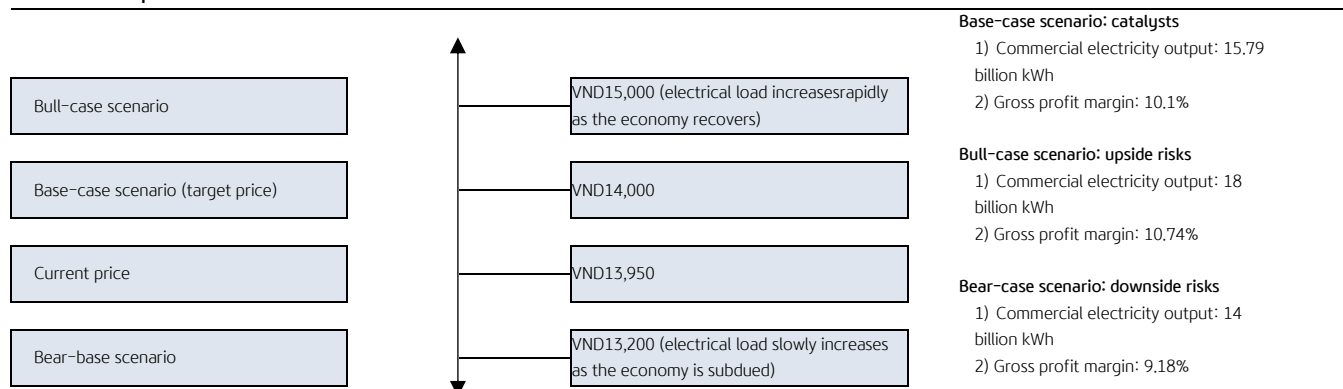 Bull-case scenario
VND15,000 (electrical load increasesrapidly
as the economy recovers)
Base-case scenario (target price)
VND14,000
Current price
VND13,950
Bear-base scenario
VND13,200 (electrical load slowly increases
as the economy is subdued)
Base-case scenario: catalysts
1) Commercial electricity output: 15.79
billion kWh
2) Gross profit margin: 10.1%
Bull-case scenario: upside risks
1) Commercial electricity output: 18
billion kWh
2) Gross profit margin: 10.74%
Bear-case scenario: downside risks
1) Commercial electricity output: 14
billion kWh
2) Gross profit margin: 9.18%